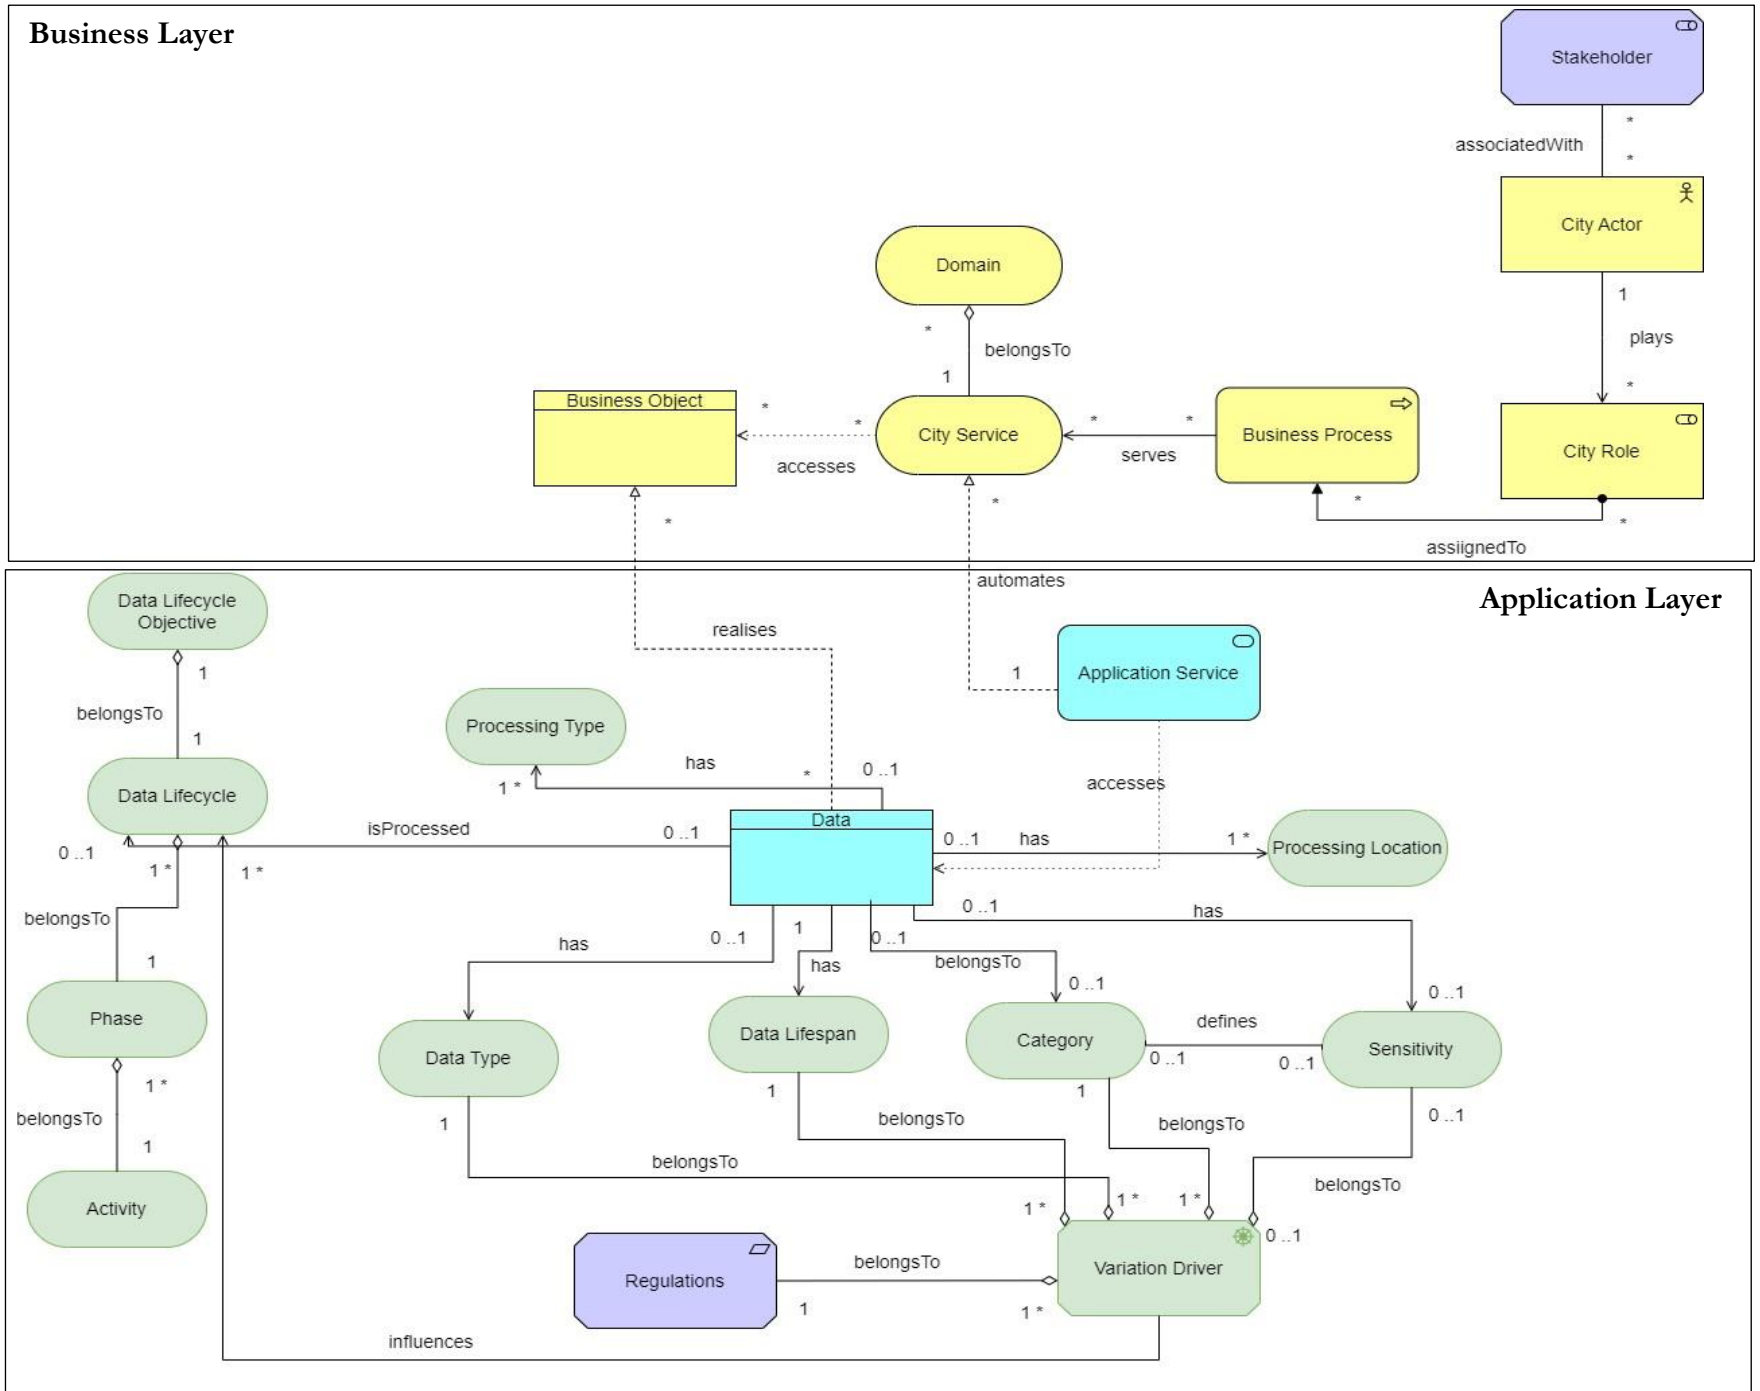 Business Layer
Stakeholder
*
associatedWith
*
City Actor
1
plays
*
City Role
*
assiignedTo
Domain
*
belongsTo
1
Business Object
*
*
accesses
City Service
*
*
serves
Business Process
*
*
*
automates
Application Layer
Data Lifecycle
Objective
1
belongsTo
1
Data Lifecycle
realises
Application Service
1
Processing Type
has
1 *
*
0 ..1
accesses
Data
isProcessed
0 ..1
0 ..1
0 ..1
has
1 *
Processing Location
1 *
1 *
belongsTo
1
Phase
1 *
belongsTo
1
Activity
0 ..1
has
1
has
0 ..1
belongsTo
0 ..1
0 ..1
has
0 ..1
Data Type
Data Lifespan
Category
defines
0 ..1
0 ..1
Sensitivity
1
1
1
0 ..1
belongsTo
belongsTo
belongsTo
belongsTo
1 *
1 *
1 *
0 ..1
Regulations
belongsTo
1
1 *
Variation Driver
influences